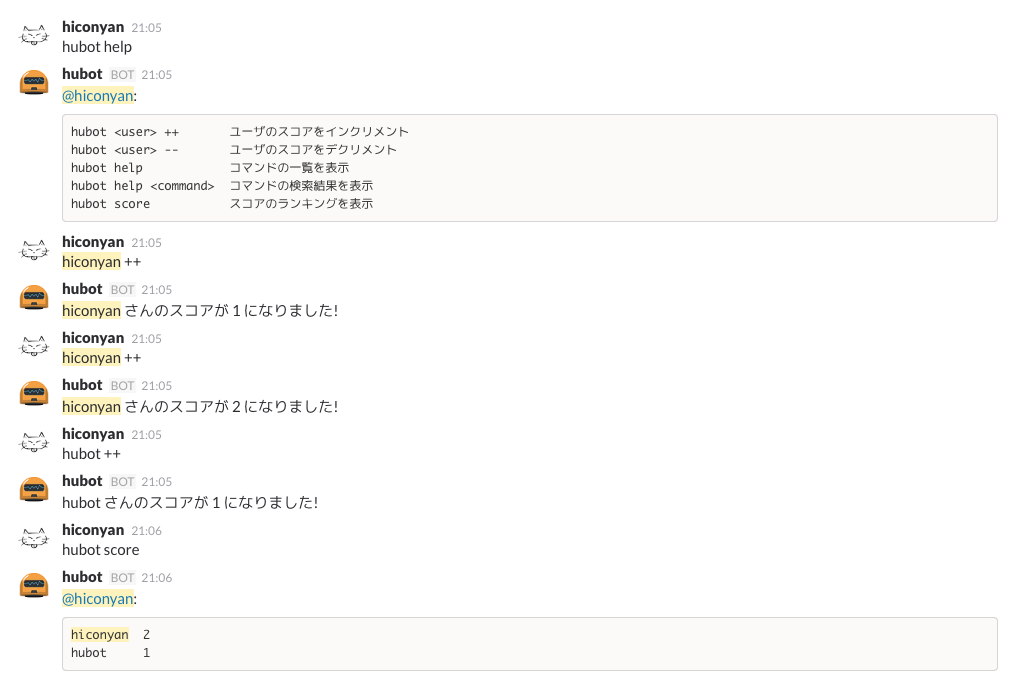 hiconyan 21:05
hubot help
hubot BOT 21:05
@hiconyan:
hubot <user> ++ ユーザのスコアをインクリメント
hubot <user> -- ユーザのスコアをデクリメント
hubot help コマンドの一覧を表示
hubot help <command> コマンドの検索結果を表示
hubot score スコアのランキングを表示
hiconyan 21:05
hiconyan ++
hubot BOT 21:05
hiconyan さんのスコアが 1 になりました!
hiconyan 21:05
hiconyan ++
hubot BOT 21:05
hiconyan さんのスコアが 2 になりました!
hiconyan 21:05
hubot ++
hubot BOT 21:05
hubot さんのスコアが 1 になりました!
hiconyan 21:06
hubot score
hubot BOT 21:06
@hiconyan:
hiconyan 2
hubot 1